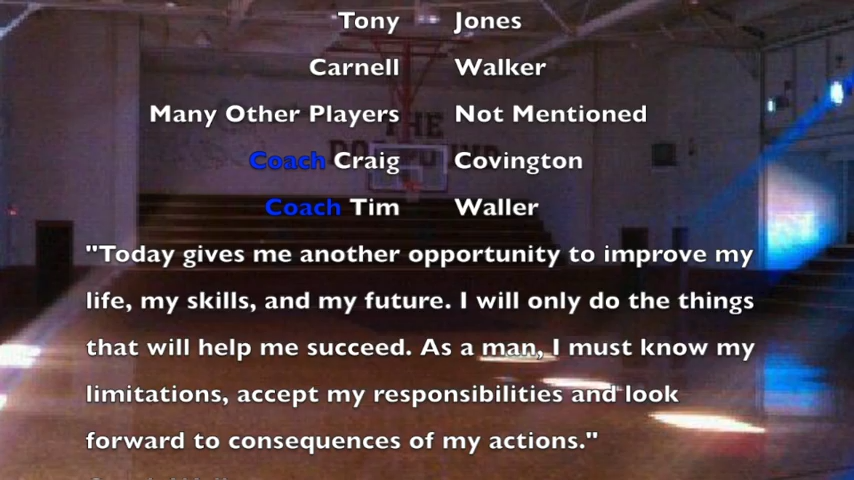 Tony Jones
Carnell Walker
Many Other Players Not Mentioned
THE
Coach Craig Covington
Coach Tim Waller
"Today gives me another opportunity to improve my
life, my skills, and my future. I will only do the things
that will help me succeed. As a man, I must know my
limitations, accept my responsibilities and look
forward to consequences of my actions."